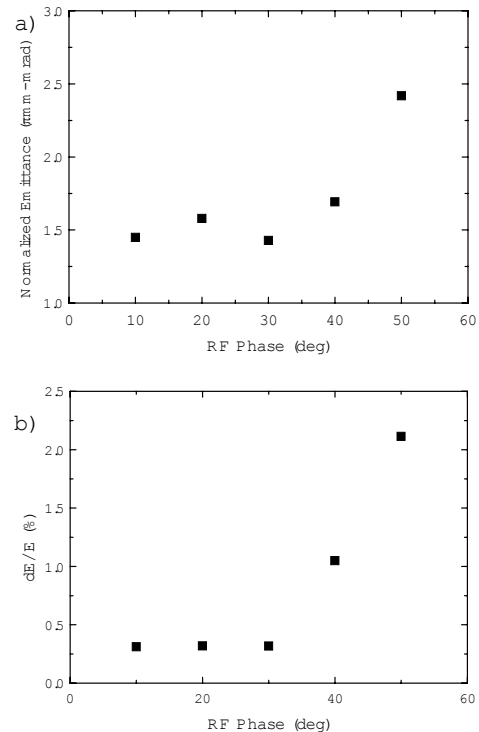 a)
3.0
2.5
2.0
1.5
1.0
Normalized Emittance (πmm-mrad)
0 10 20 30 40 50 60
RF Phase (deg)
b)
2.5
2.0
1.5
1.0
0.5
0.0
dE/E (%)
0 10 20 30 40 50 60
RF Phase (deg)